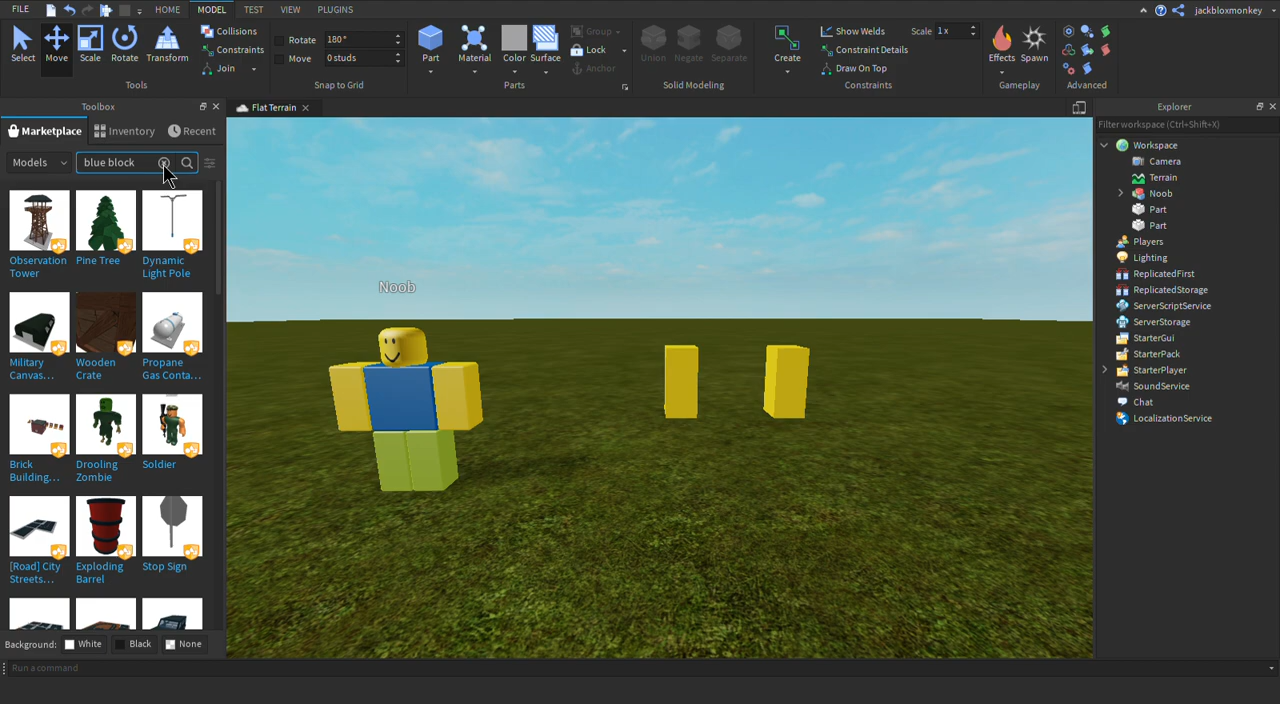 FILE HOME MODEL TEST VIEW PLUGINS jackbloxmonkey
Select Move Scale Rotate Transform
Collisions
Constraints
Join
Tools
Rotate 180°
Move 0 studs
Snap to Grid
Part Material Color Surface
Group
Lock
Anchor
Parts
Union Negate Separate
Solid Modeling
Create
Show Welds Scale 1x
Constraint Details
Draw On Top
Constraints
Effects Spawn
Gameplay
Advanced
Toolbox
Marketplace Inventory Recent
Models blue block
Observation Tower
Pine Tree
Dynamic Light Pole
Military Canvas...
Wooden Crate
Propane Gas Conta...
Brick Building...
Drooling Zombie
Soldier
[Road] City Streets...
Exploding Barrel
Stop Sign
Background: White Black None
Run a command
Flat Terrain
Noob
Explorer
Filter workspace (Ctrl+Shift+X)
Workspace
Camera
Terrain
Noob
Part
Part
Players
Lighting
ReplicatedFirst
ReplicatedStorage
ServerScriptService
ServerStorage
StarterGui
StarterPack
StarterPlayer
SoundService
Chat
LocalizationService